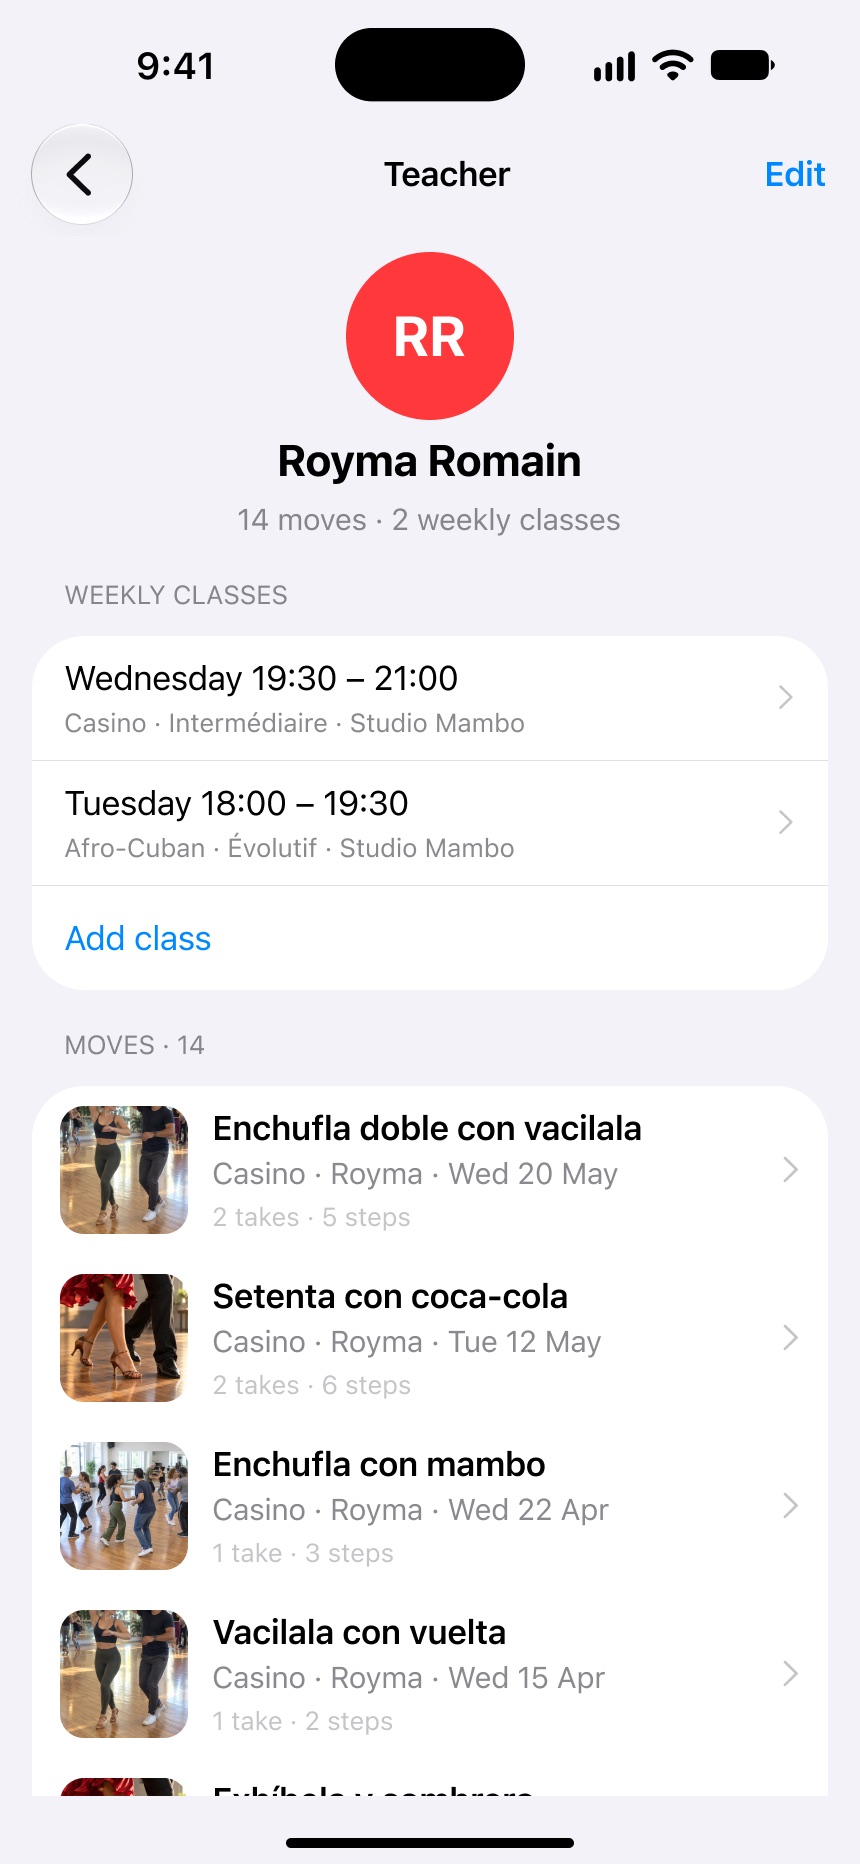 9:41
Teacher
Edit
RR
Royma Romain
14 moves · 2 weekly classes
WEEKLY CLASSES
Wednesday 19:30 – 21:00
Casino · Intermédiaire · Studio Mambo
Tuesday 18:00 – 19:30
Afro-Cuban · Évolutif · Studio Mambo
Add class
MOVES · 14
Enchufla doble con vacilala
Casino · Royma · Wed 20 May
2 takes · 5 steps
Setenta con coca-cola
Casino · Royma · Tue 12 May
2 takes · 6 steps
Enchufla con mambo
Casino · Royma · Wed 22 Apr
1 take · 3 steps
Vacilala con vuelta
Casino · Royma · Wed 15 Apr
1 take · 2 steps